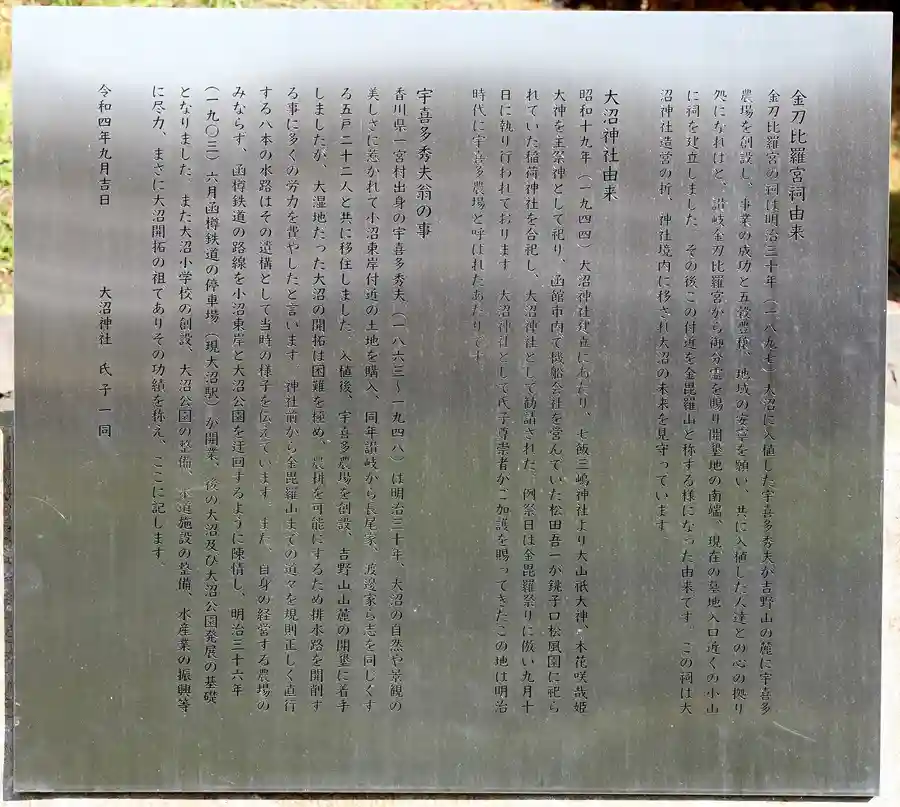 金刀比羅宮祠由来
金刀比羅宮の祠は明治三十年（一八九七）大沼に入植した宇喜多秀夫が吉野山の麓に宇喜多
農場を創設し、事業の成功と五穀豊穣、地域の安寧を願い、共に入植した人達との心の拠り
処になればと、讃岐金刀比羅宮から御分霊を賜り開墾地の南端、現在の墓地入口近くの小山
に祠を建立しました。その後この付近を金毘羅山と称する様になった由来です。この祠は大
沼神社造営の折、神社境内に移され大沼の未来を見守っています。
大沼神社由来
昭和十九年（一九四四）大沼神社建立にあたり、七飯三嶋神社より大山祇大神、木花咲哉姫
大神を主祭神として祀り、函館市内で機船会社を営んでいた松田吾一が銚子口松風園に祀ら
れていた稲荷神社を合祀し、大沼神社として勧請された。例祭日は金毘羅祭りに倣い九月十
日に執り行われております。大沼神社として氏子尊崇者がご加護を賜ってきたこの地は明治
時代に宇喜多農場と呼ばれたあたりです。
宇喜多秀夫翁の事
香川県一宮村出身の宇喜多秀夫（一八六三〜一九四八）は明治三十年、大沼の自然や景観の
美しさに惹かれて小沼東岸付近の土地を購入、同年讃岐から長尾家、渡邊家ら志を同じくす
る五戸二十二人と共に移住しました。入植後、宇喜多農場を創設、吉野山山麓の開墾に着手
しましたが、大湿地だった大沼の開拓は困難を極め、農耕を可能にするため排水路を開削す
る事に多くの労力を費やしたと言います。神社前から金毘羅山までの道々を規則正しく直行
する八本の水路はその遺構として当時の様子を伝えています。また、自身の経営する農場の
みならず、函樽鉄道の路線を小沼東岸と大沼公園を迂回するように陳情し、明治三十六年
（一九〇三）六月函樽鉄道の停車場（現大沼駅）が開業、後の大沼及び大沼公園発展の基礎
となりました。また大沼小学校の創設、大沼公園の整備、水道施設の整備、水産業の振興等
に尽力、まさに大沼開拓の祖でありその功績を称え、ここに記します。
令和四年九月吉日　　大沼神社　氏子一同